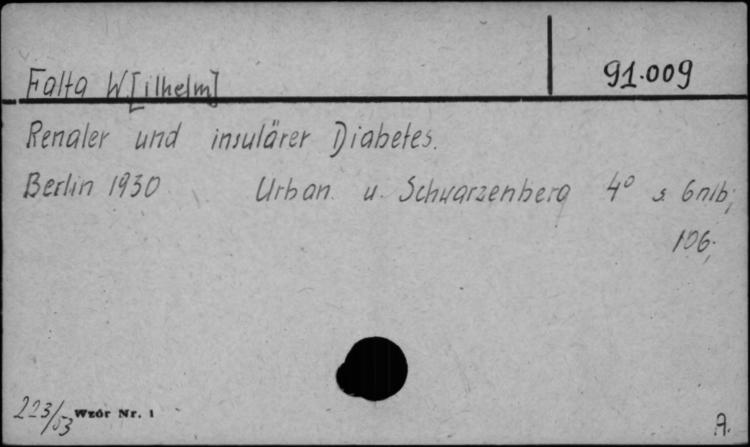 Falta W.[ilhelm]
91.009
Renaler und insulärer Diabetes.
Berlin 1930 Urban. u. Schwarzenberg 4° s. 6nlb;
106;
223/53 Wzór Nr. 1
A.